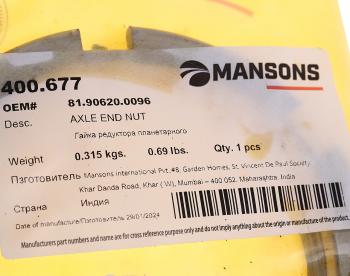 MANSONS
400.677
OEM# 81.90620.0096
Desc. AXLE END NUT
Гайка редуктора планетарного
Weight 0.315 kgs. 0.69 lbs. Qty. 1 pcs
Пзготовитель Mansons International Pvt.#8, Garden Homes, St. Vincent De Paul Society,
Khar Danda Road, Khar (W), Mumbai – 400 052. Maharashtra. India
Страна Индия
Date of manufacture/Пзготовитель 29/01/2024
Manufacturers part numbers and name are for cross reference purpose only and do not imply anything about the origin or manufacture of the product.